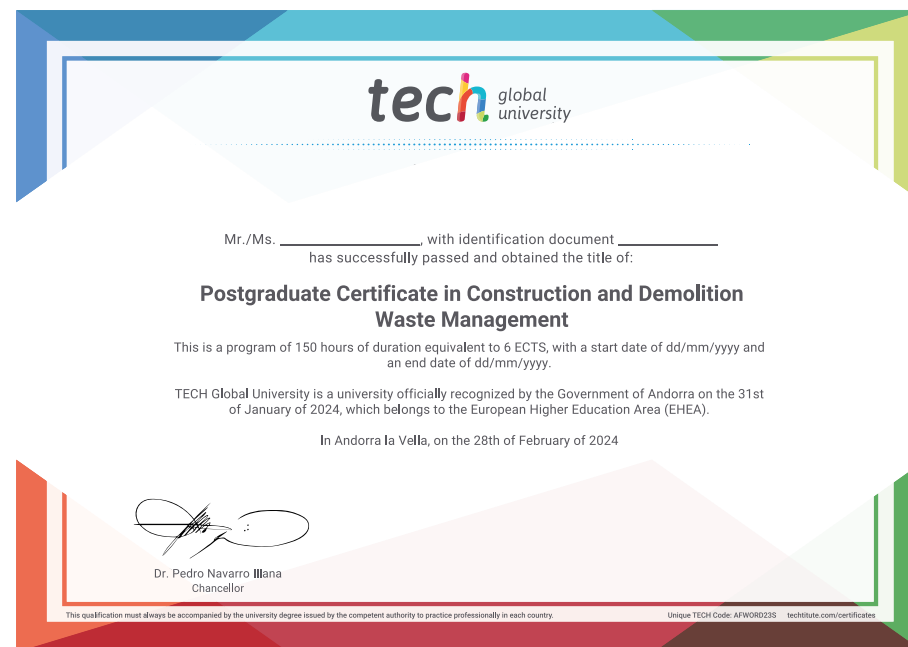 tech global
university
Mr./Ms. ____________________, with identification document ______________
has successfully passed and obtained the title of:
Postgraduate Certificate in Construction and Demolition
Waste Management
This is a program of 150 hours of duration equivalent to 6 ECTS, with a start date of dd/mm/yyyy and
an end date of dd/mm/yyyy.
TECH Global University is a university officially recognized by the Government of Andorra on the 31st
of January of 2024, which belongs to the European Higher Education Area (EHEA).
In Andorra la Vella, on the 28th of February of 2024
Dr. Pedro Navarro Illana
Chancellor
This qualification must always be accompanied by the university degree issued by the competent authority to practice professionally in each country.
Unique TECH Code: AFWORD23S techtitute.com/certificates